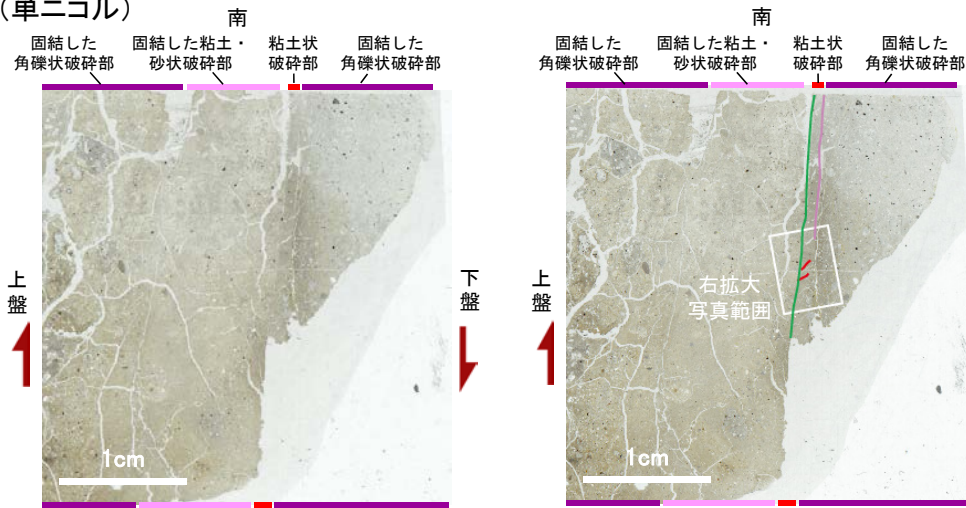 (単ニコル)
南
固結した
角礫状破砕部
固結した粘土・
砂状破砕部
粘土状
破砕部
固結した
角礫状破砕部
上
盤
下
盤
1cm
南
固結した
角礫状破砕部
固結した粘土・
砂状破砕部
粘土状
破砕部
固結した
角礫状破砕部
上
盤
右拡大
写真範囲
1cm